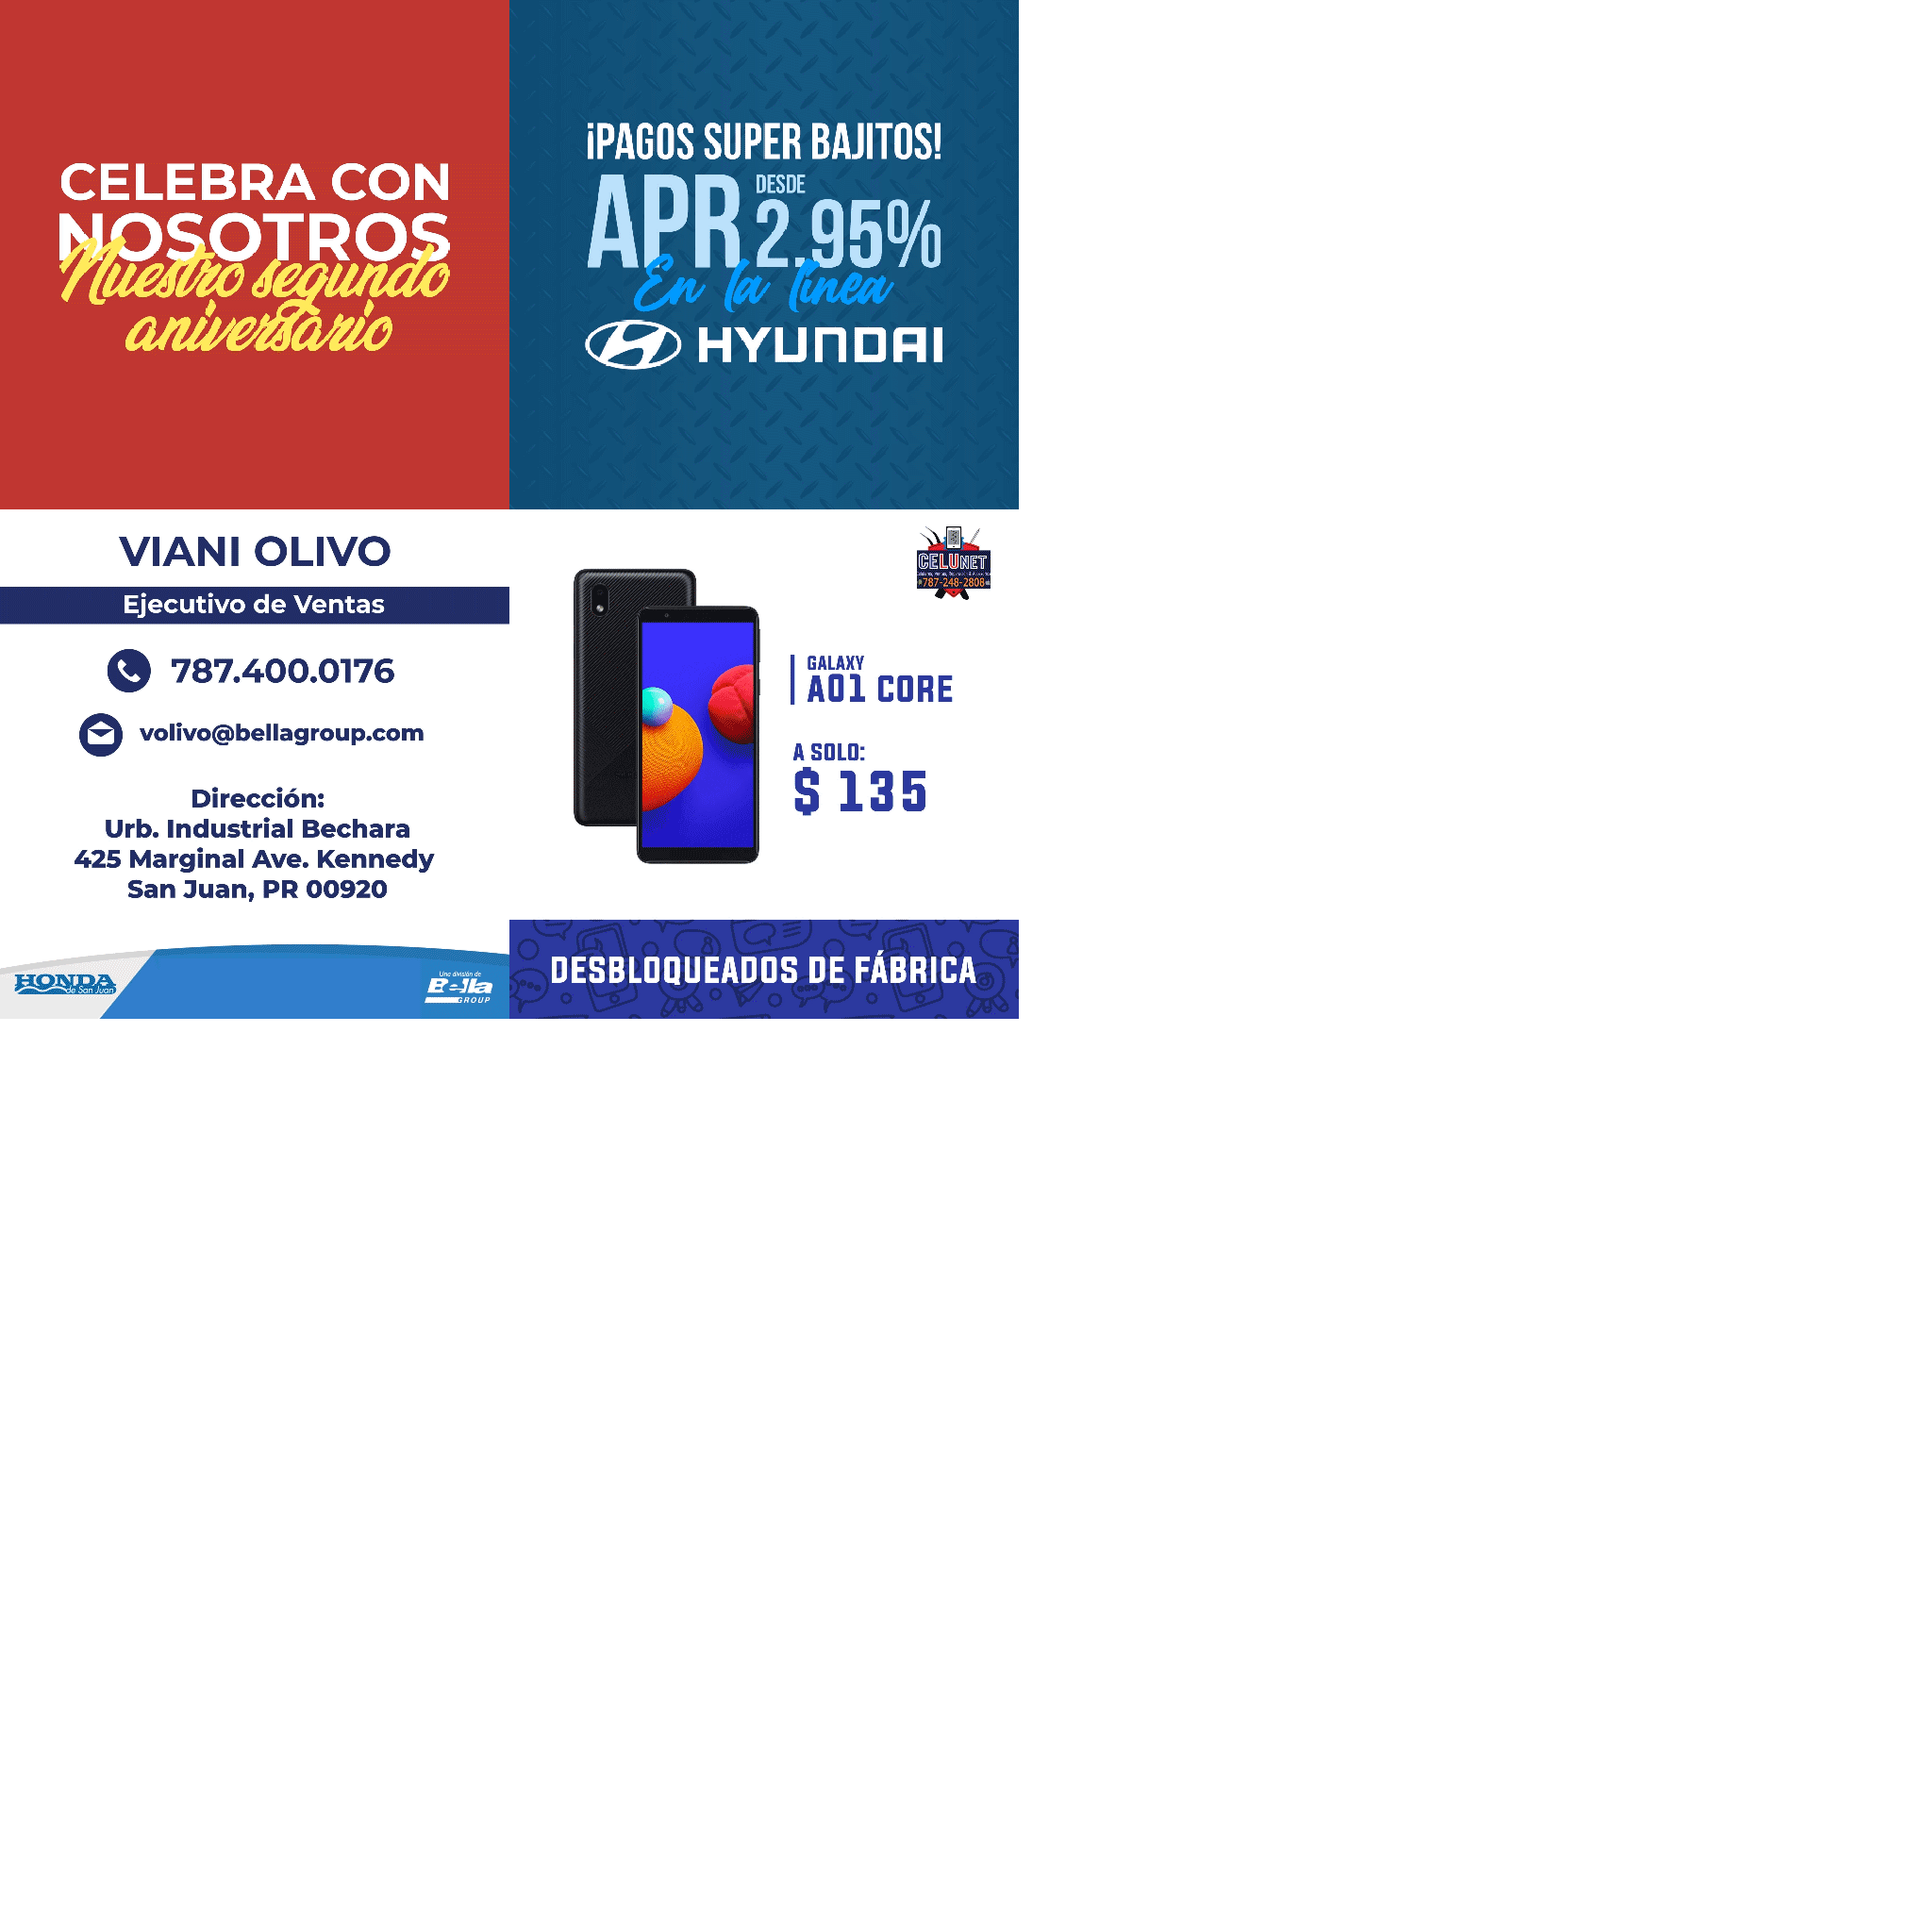 CELEBRA CON
NOSOTROS
Nuestro segundo
aniversario
¡PAGOS SUPER BAJITOS!
APR DESDE 2.95%
En la línea
HYUNDAI
VIANI OLIVO
Ejecutivo de Ventas
787.400.0176
volivo@bellagroup.com
Dirección:
Urb. Industrial Bechara
425 Marginal Ave. Kennedy
San Juan, PR 00920
HONDA
de San Juan
Una división de
Bella
GROUP
CELUNET
787-248-2808
GALAXY
A01 CORE
A SOLO:
$ 135
DESBLOQUEADOS DE FÁBRICA